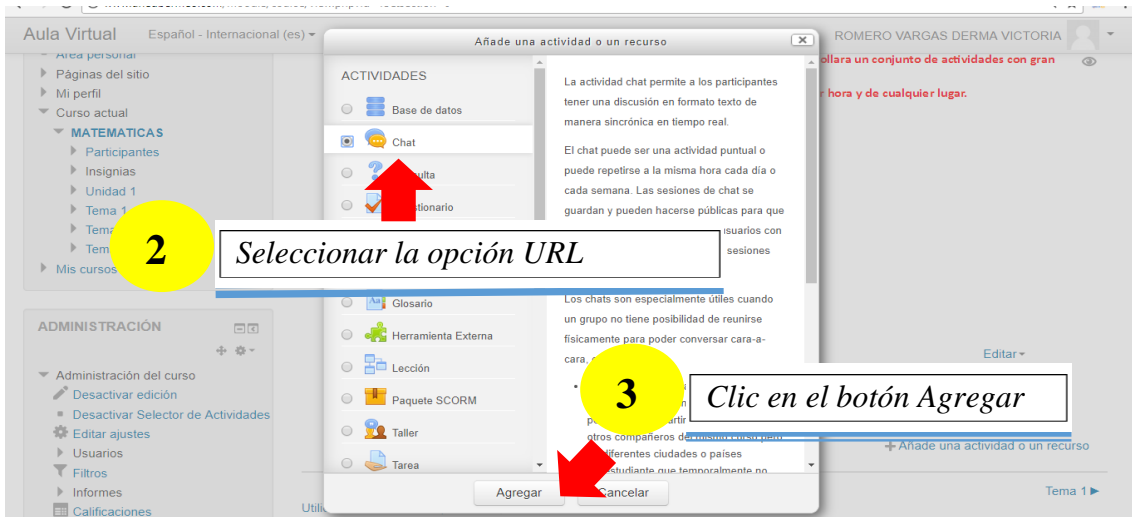 Aula Virtual
Español - Internacional (es)
Añade una actividad o un recurso
ROMERO VARGAS DERMA VICTORIA
Área personal
Páginas del sitio
Mi perfil
Curso actual
MATEMATICAS
Participantes
Insignias
Unidad 1
Tema 1
Tema
Tem
Mis cursos
ADMINISTRACIÓN
Administración del curso
Desactivar edición
Desactivar Selector de Actividades
Editar ajustes
Usuarios
Filtros
Informes
Calificaciones
ACTIVIDADES
Base de datos
Chat
Glosario
Herramienta Externa
Lección
Paquete SCORM
Taller
Tarea
La actividad chat permite a los participantes
tener una discusión en formato texto de
manera sincrónica en tiempo real.
El chat puede ser una actividad puntual o
puede repetirse a la misma hora cada día o
cada semana. Las sesiones de chat se
guardan y pueden hacerse públicas para que
usuarios con
sesiones
Los chats son especialmente útiles cuando
un grupo no tiene posibilidad de reunirse
físicamente para poder conversar cara-a-
cara,
otros compañeros del mismo curso pero
diferentes ciudades o países
estudiante que temporalmente no
Agregar
Cancelar
2
Seleccionar la opción URL
3
Clic en el botón Agregar
ollara un conjunto de actividades con gran
r hora y de cualquier lugar.
Editar
Añade una actividad o un recurso
Tema 1
Utili